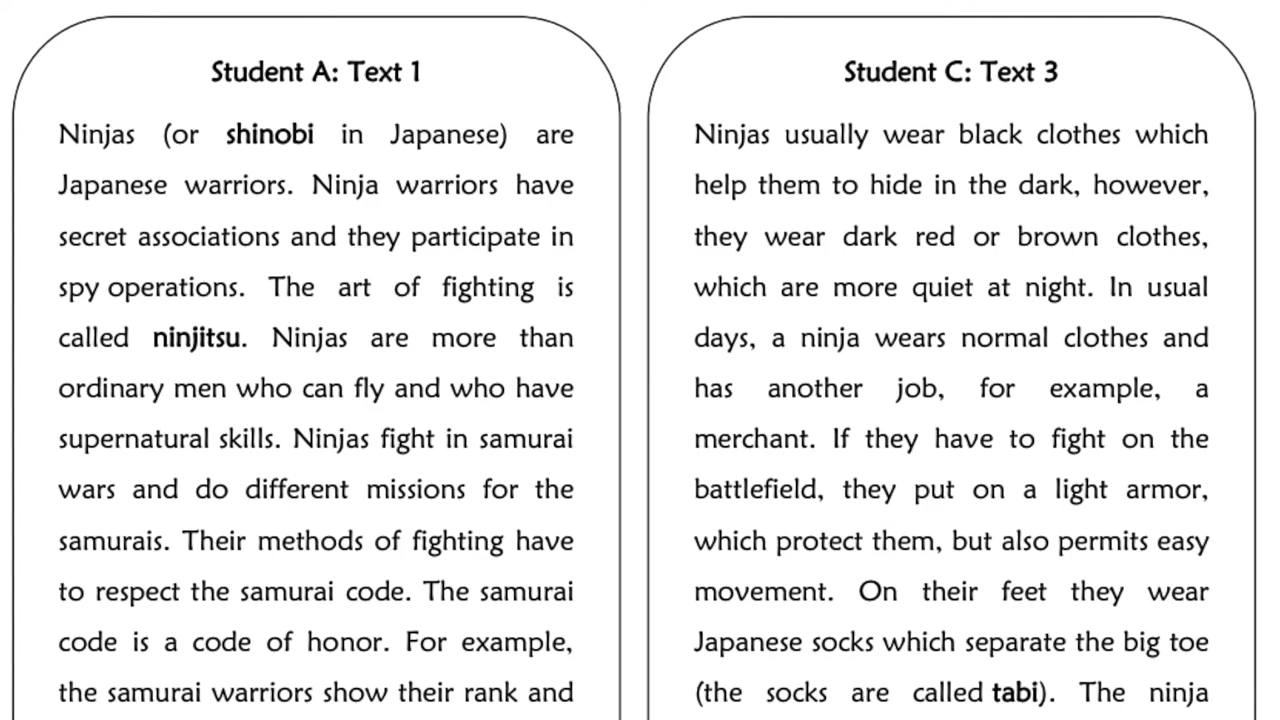 Student A: Text 1
Ninjas (or shinobi in Japanese) are
Japanese warriors. Ninja warriors have
secret associations and they participate in
spy operations. The art of fighting is
called ninjitsu. Ninjas are more than
ordinary men who can fly and who have
supernatural skills. Ninjas fight in samurai
wars and do different missions for the
samurais. Their methods of fighting have
to respect the samurai code. The samurai
code is a code of honor. For example,
the samurai warriors show their rank and
Student C: Text 3
Ninjas usually wear black clothes which
help them to hide in the dark, however,
they wear dark red or brown clothes,
which are more quiet at night. In usual
days, a ninja wears normal clothes and
has another job, for example, a
merchant. If they have to fight on the
battlefield, they put on a light armor,
which protect them, but also permits easy
movement. On their feet they wear
Japanese socks which separate the big toe
(the socks are called tabi). The ninja